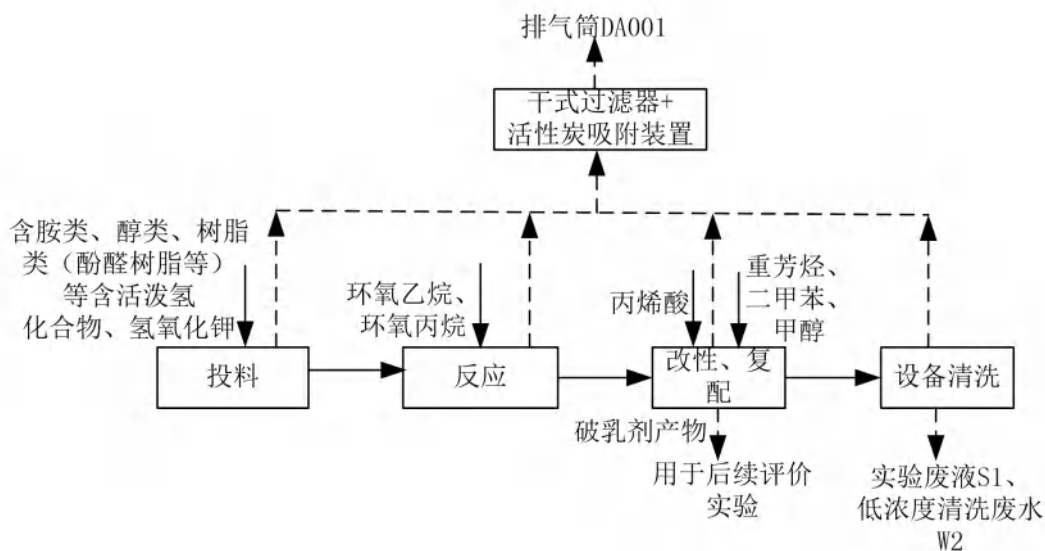 排气筒DA001
干式过滤器+
活性炭吸附装置
含胺类、醇类、树脂
类（酚醛树脂等）
等含活泼氢
化合物、氢氧化钾
环氧乙烷、
环氧丙烷
丙烯酸
重芳烃、
二甲苯、
甲醇
投料
反应
改性、复
配
设备清洗
破乳剂产物
用于后续评价
实验
实验废液S1、
低浓度清洗废水
W2